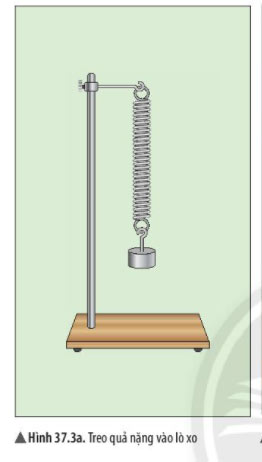 ▲Hình 37.3a. Treo quả nặng vào lò xo